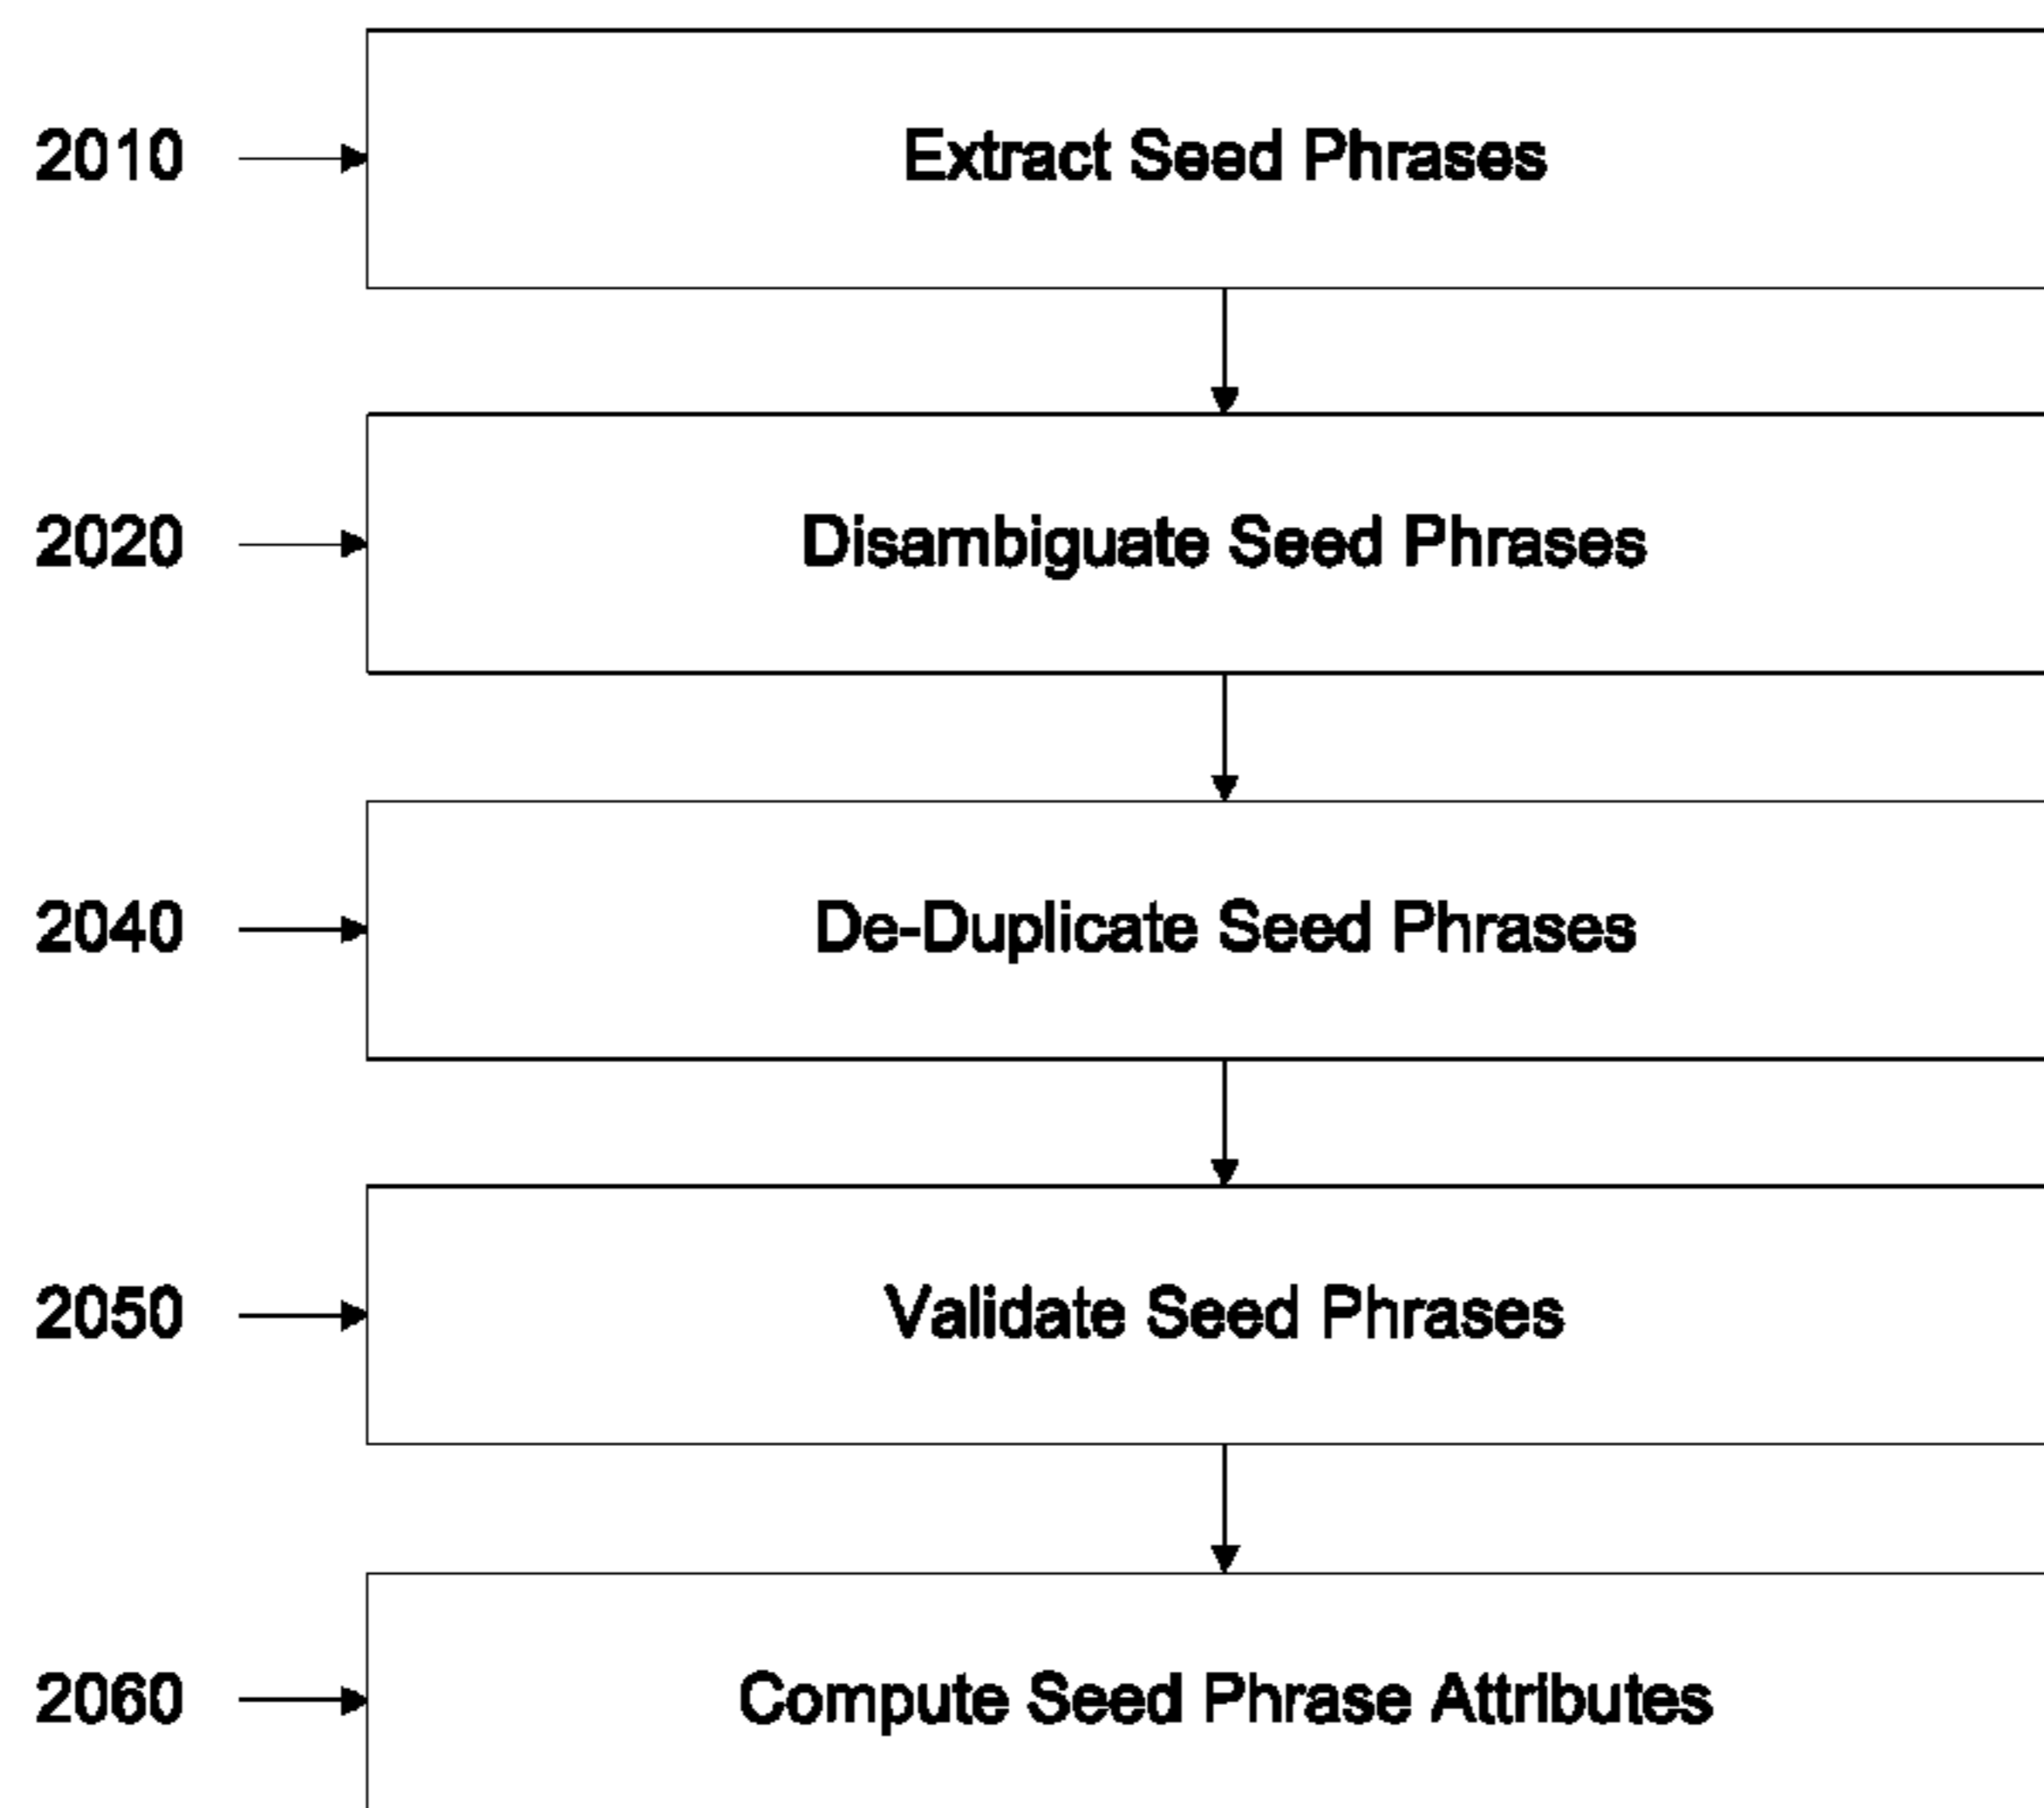 2010 Extract Seed Phrases
2020 Disambiguate Seed Phrases
2040 De-Duplicate Seed Phrases
2050 Validate Seed Phrases
2060 Compute Seed Phrase Attributes